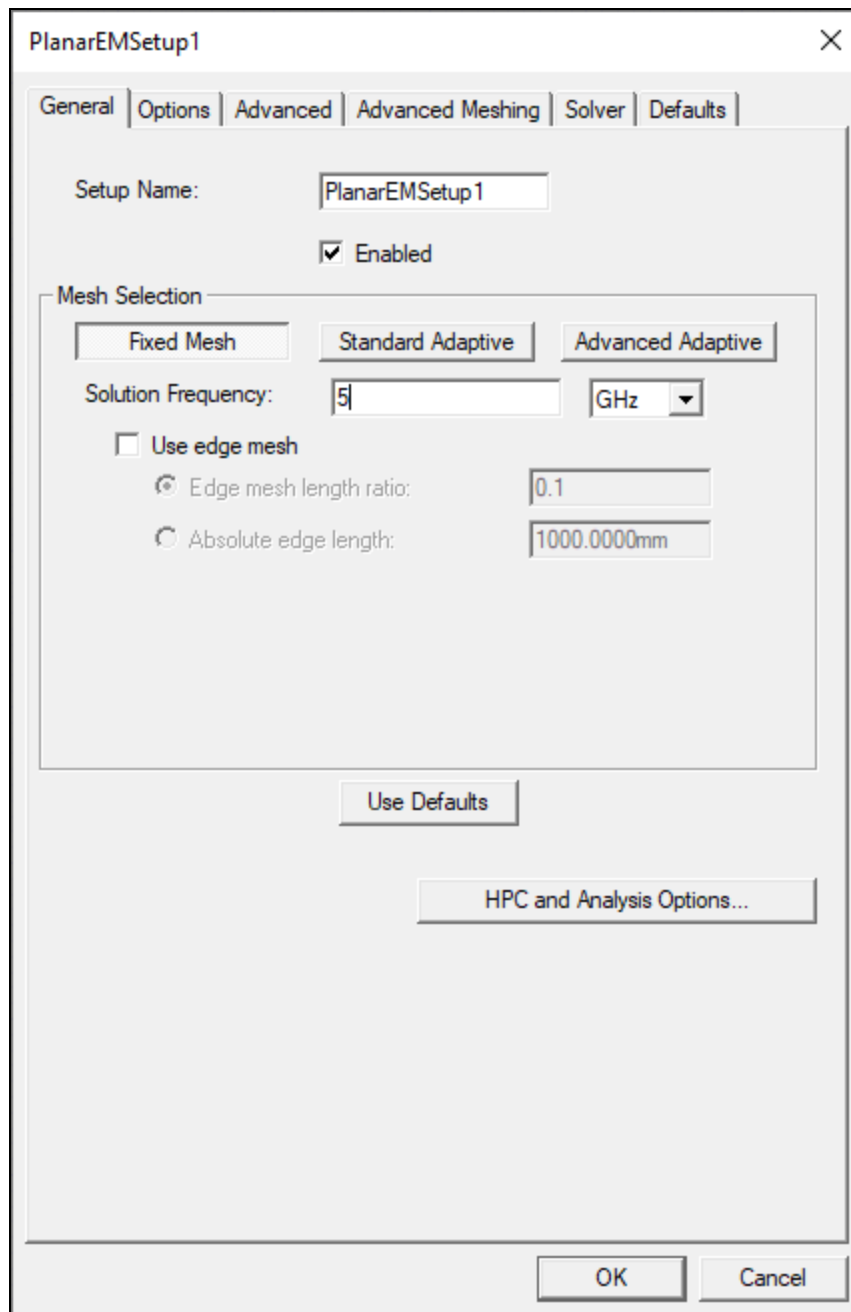 PlanarEMSetup1
General Options Advanced Advanced Meshing Solver Defaults
Setup Name: PlanarEMSetup1
Enabled
Mesh Selection
Fixed Mesh Standard Adaptive Advanced Adaptive
Solution Frequency: 5 GHz
Use edge mesh
Edge mesh length ratio: 0.1
Absolute edge length: 1000.0000mm
Use Defaults
HPC and Analysis Options...
OK Cancel